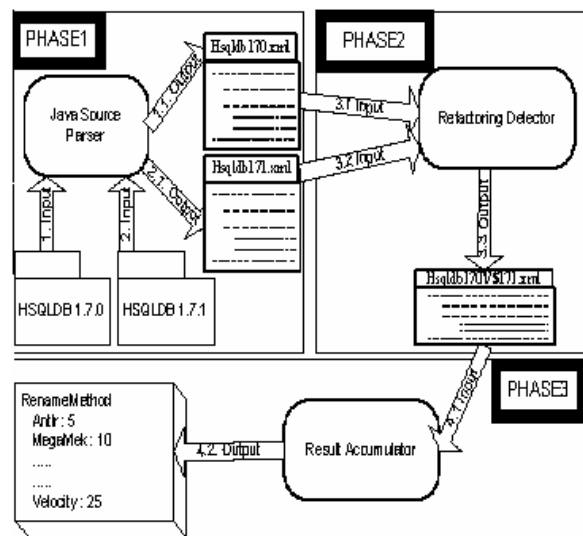 PHASE1
Hsqldb170.xml
PHASE2
Java Source
Parser
1.1. Output
3.1 Input
Refactoring Detector
Hsqldb171.xml
2.1. Output
3.2 Input
1. Input
2. Input
3.3 Output
HSQLDB 1.7.0
HSQLDB 1.7.1
Hsqldb170VS171.xml
PHASE3
4.1 Input
RenameMethod
Antlr : 5
MegaMek : 10
.....
.....
Velocity : 25
4.2. Output
Result Accumulator